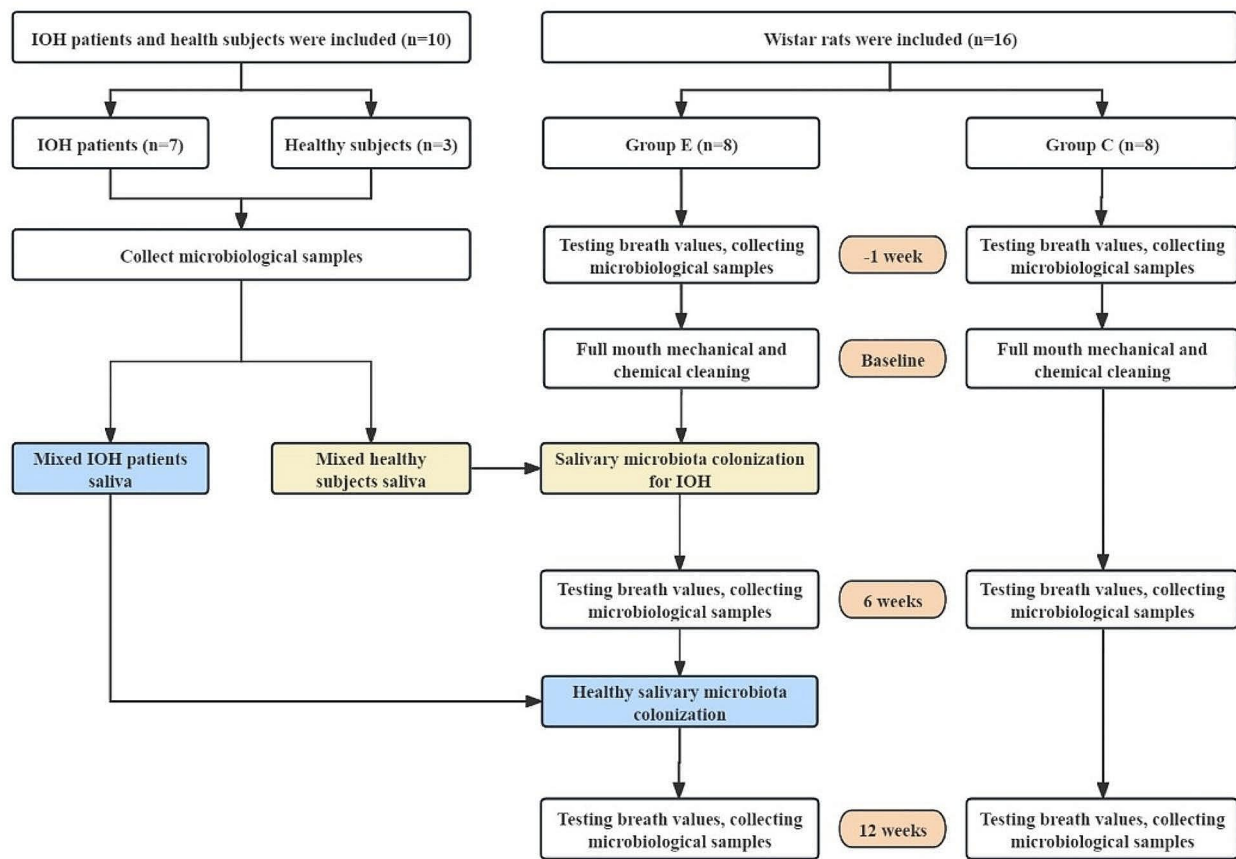 IOH patients and health subjects were included (n=10)
Wistar rats were included (n=16)
IOH patients (n=7)
Healthy subjects (n=3)
Group E (n=8)
Group C (n=8)
Collect microbiological samples
Testing breath values, collecting
microbiological samples
-1 week
Testing breath values, collecting
microbiological samples
Full mouth mechanical and
chemical cleaning
Baseline
Full mouth mechanical and
chemical cleaning
Mixed IOH patients
saliva
Mixed healthy
subjects saliva
Salivary microbiota colonization
for IOH
Testing breath values, collecting
microbiological samples
6 weeks
Testing breath values, collecting
microbiological samples
Healthy salivary microbiota
colonization
Testing breath values, collecting
microbiological samples
12 weeks
Testing breath values, collecting
microbiological samples